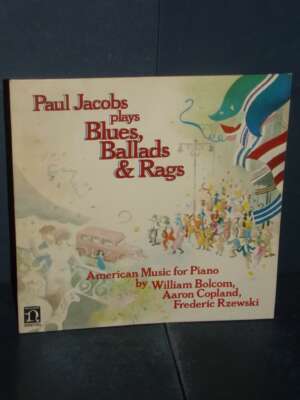 Paul Jacobs
plays
Blues,
Ballads
& Rags
American Music for Piano
by William Bolcom,
Aaron Copland,
Frederic Rzewski